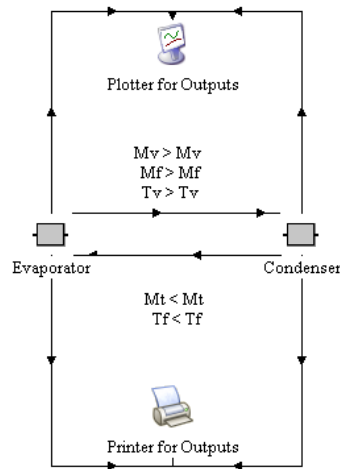 Plotter for Outputs
Mv > Mv
Mf > Mf
Tv > Tv
Evaporator
Condenser
Mt < Mt
Tf < Tf
Printer for Outputs